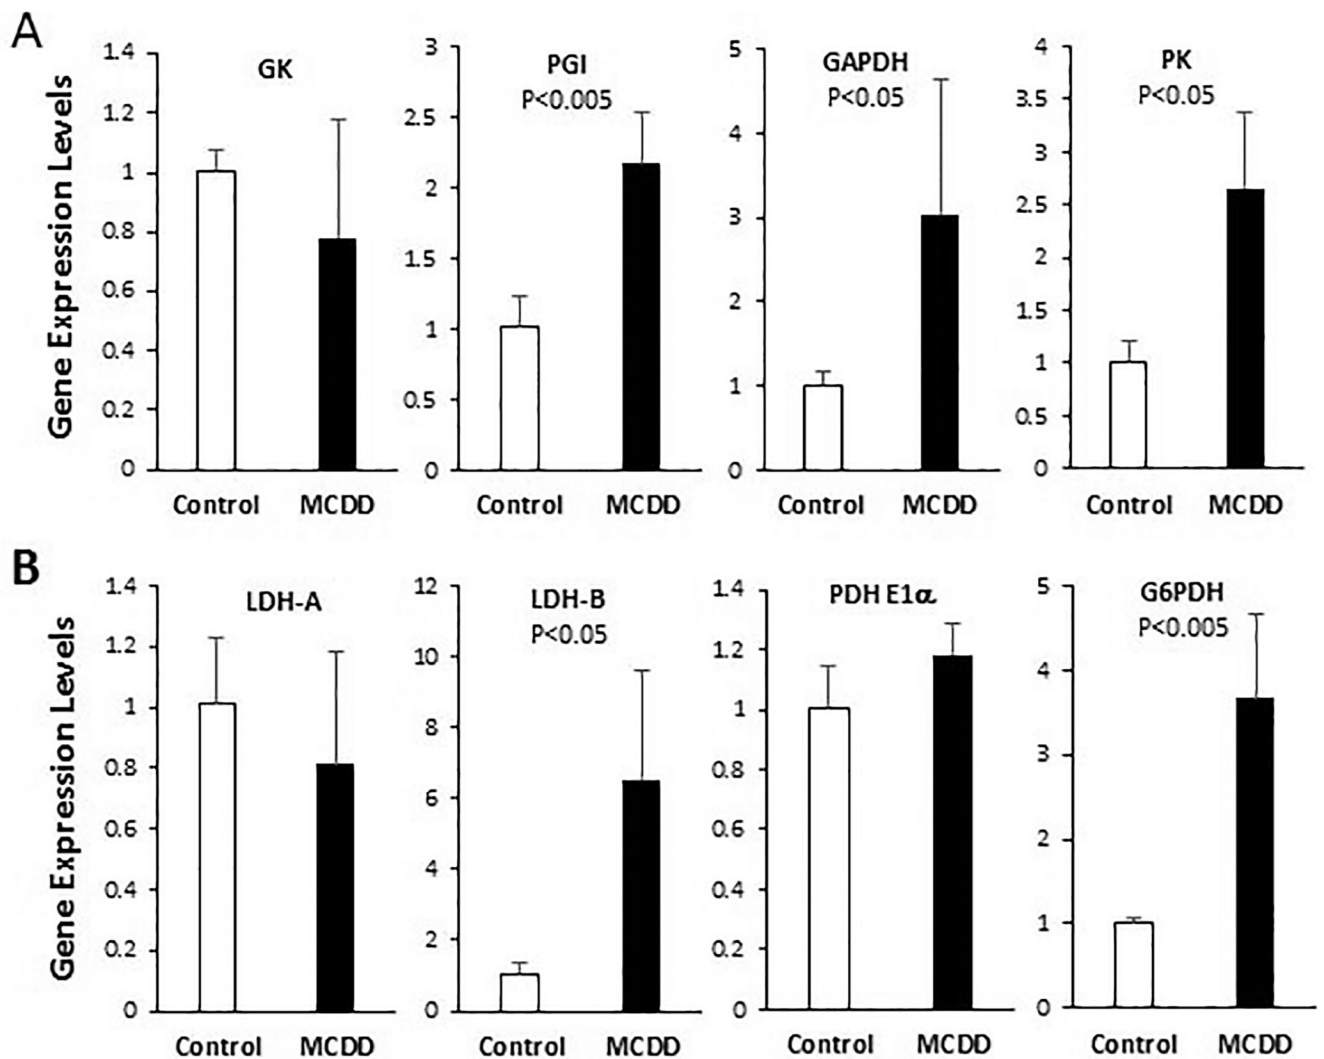 A
Gene Expression Levels
GK
1.4
1.2
1
0.8
0.6
0.4
0.2
0
Control MCDD
PGI
P<0.005
3
2.5
2
1.5
1
0.5
0
Control MCDD
GAPDH
P<0.05
5
4
3
2
1
0
Control MCDD
PK
P<0.05
4
3.5
3
2.5
2
1.5
1
0.5
0
Control MCDD
B
Gene Expression Levels
LDH-A
1.4
1.2
1
0.8
0.6
0.4
0.2
0
Control MCDD
LDH-B
P<0.05
12
10
8
6
4
2
0
Control MCDD
PDH E1α
1.4
1.2
1
0.8
0.6
0.4
0.2
0
Control MCDD
G6PDH
P<0.005
5
4
3
2
1
0
Control MCDD